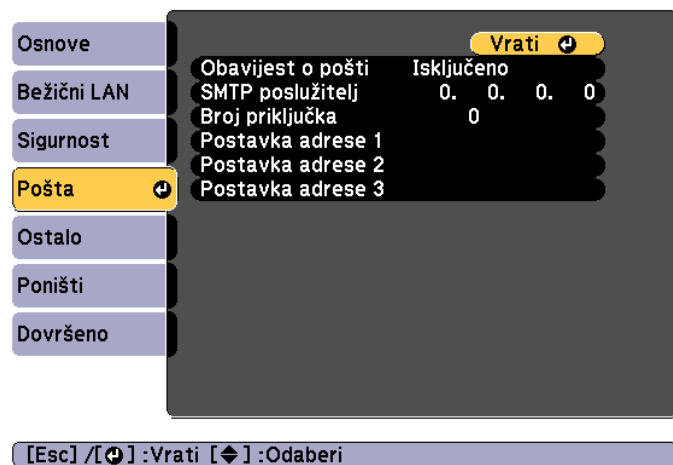 Osnove
Bežični LAN
Sigurnost
Pošta
Ostalo
Poništi
Dovršeno
Vrati
Obavijest o pošti Isključeno
SMTP poslužitelj 0. 0. 0. 0
Broj priključka 0
Postavka adrese 1
Postavka adrese 2
Postavka adrese 3
[Esc] /[ ] :Vrati [ ] :Odaberi